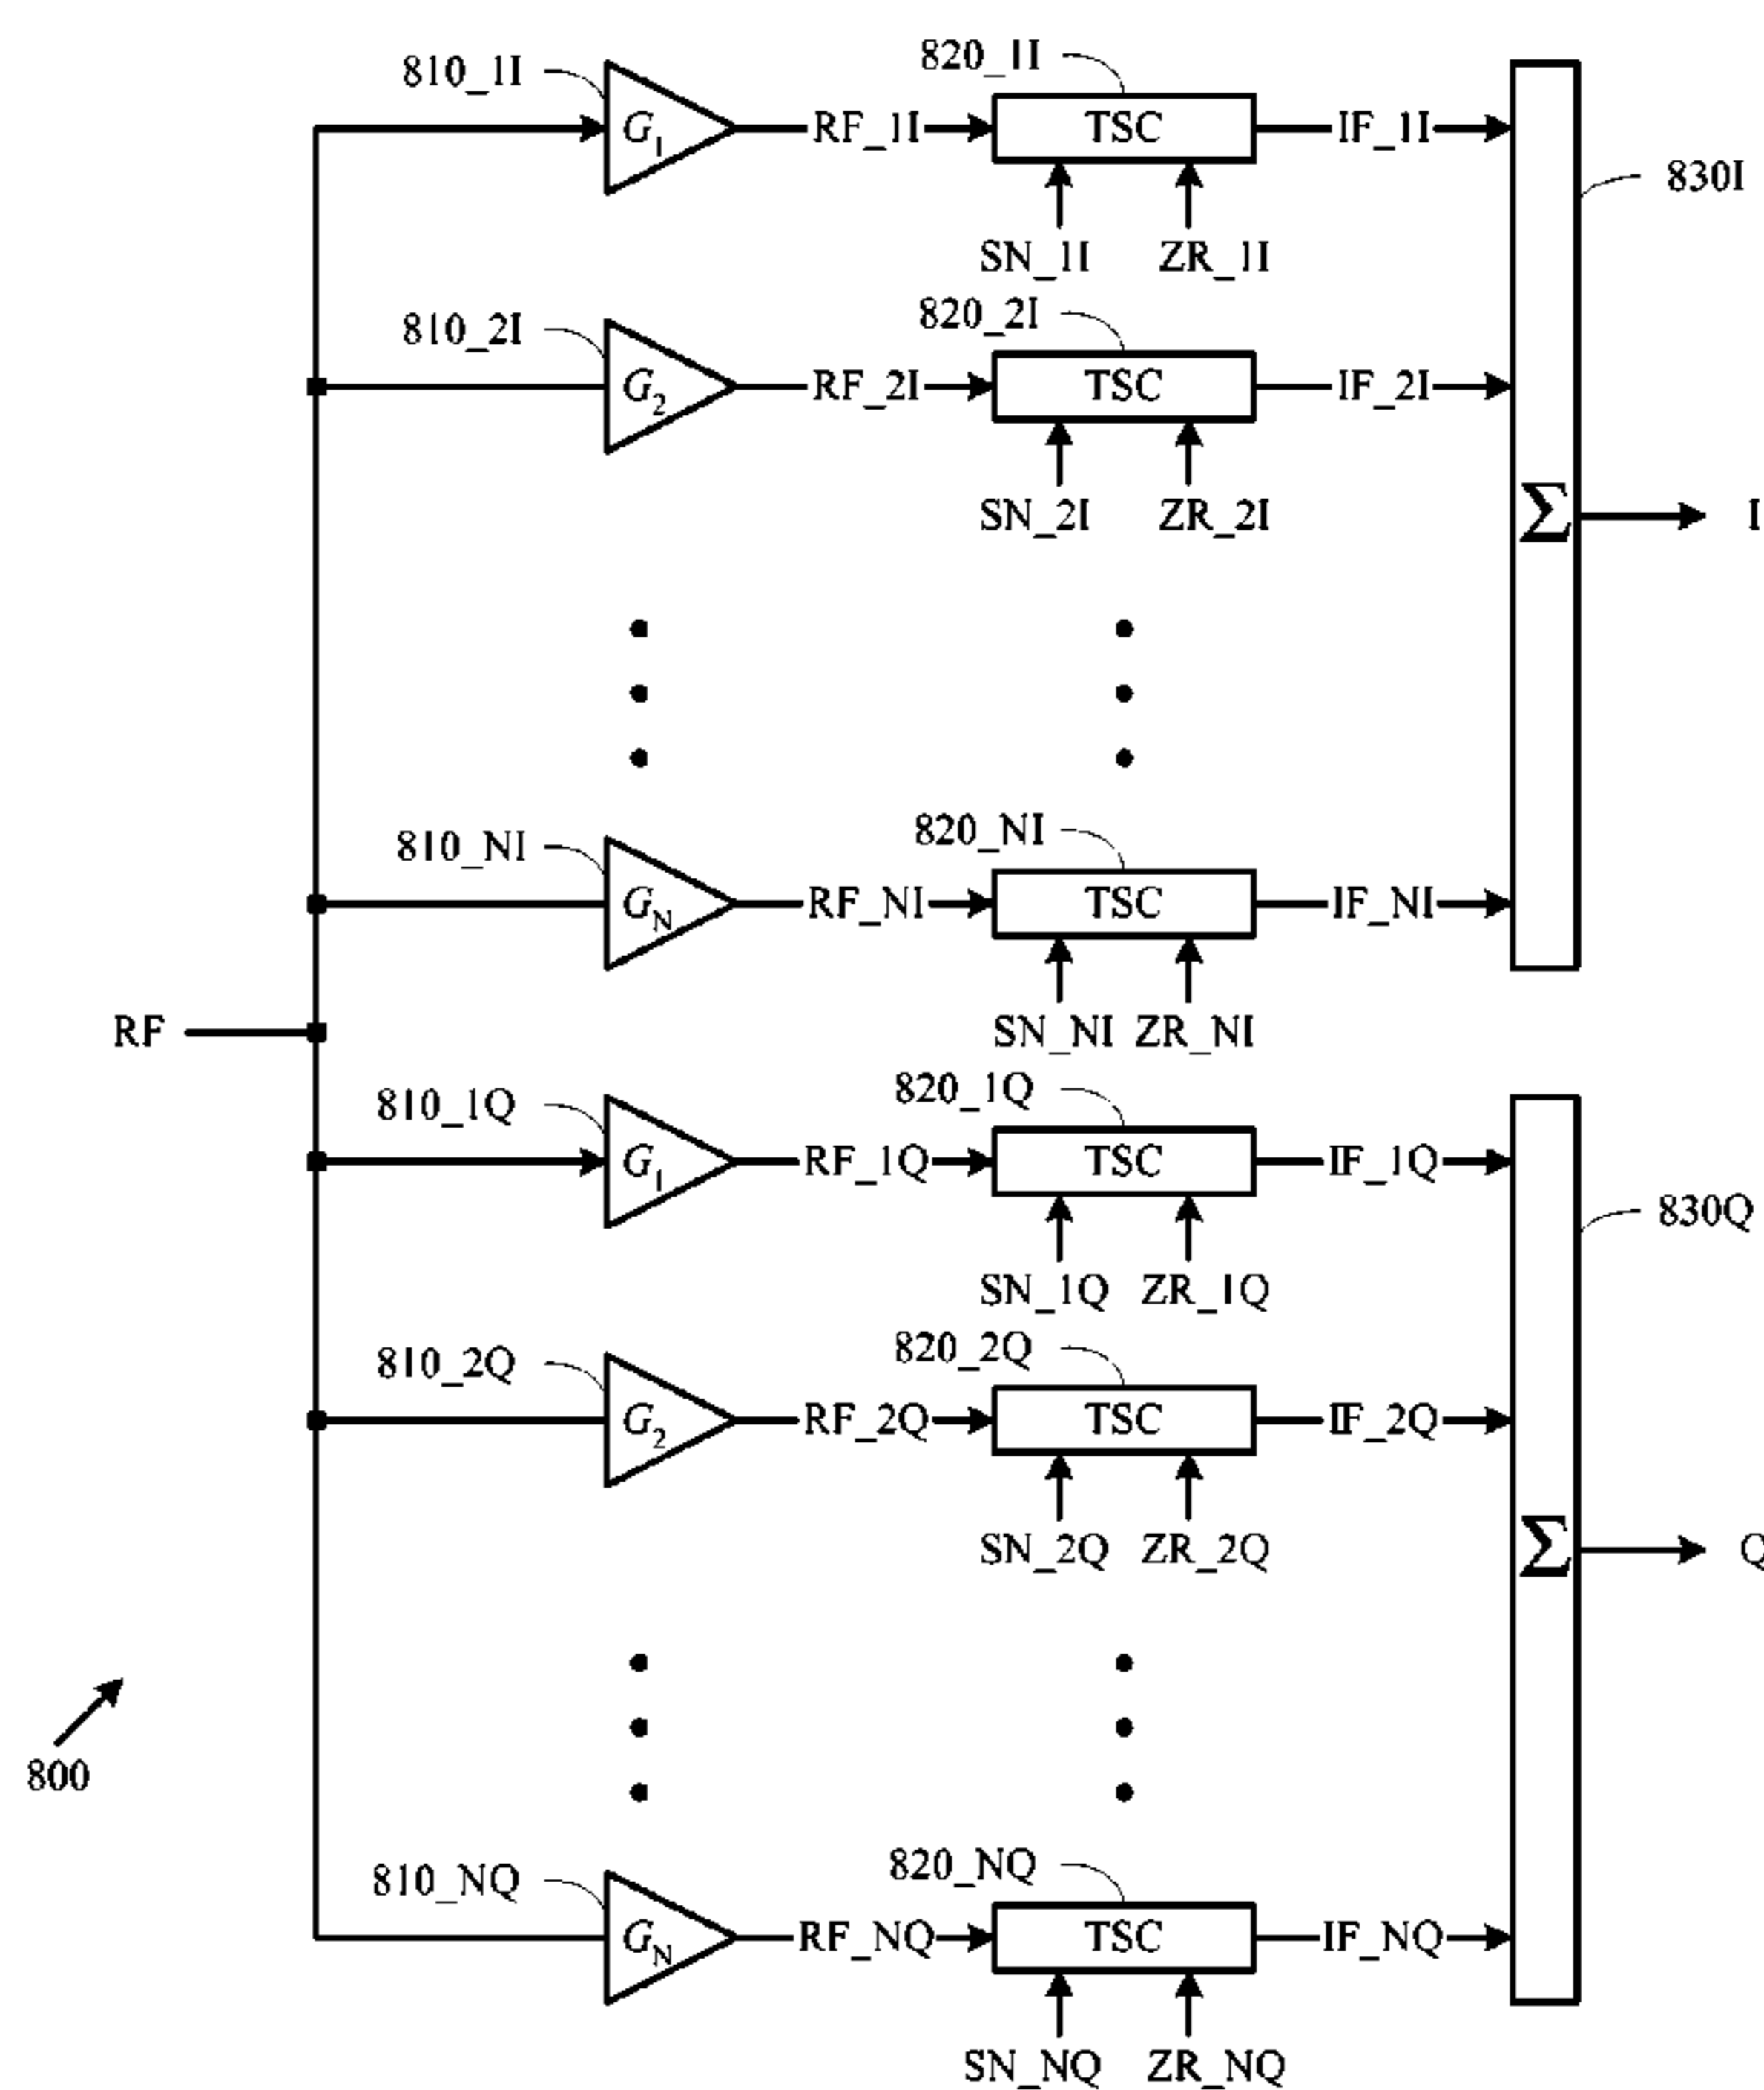 810_1I
820_1I
G1
RF_1I
TSC
IF_1I
830I
SN_1I
ZR_1I
810_2I
820_2I
G2
RF_2I
TSC
IF_2I
SN_2I
ZR_2I
Σ
I
810_NI
820_NI
GN
RF_NI
TSC
IF_NI
SN_NI
ZR_NI
RF
810_1Q
820_1Q
G1
RF_1Q
TSC
IF_1Q
830Q
SN_1Q
ZR_1Q
810_2Q
820_2Q
G2
RF_2Q
TSC
IF_2Q
SN_2Q
ZR_2Q
Σ
Q
800
810_NQ
820_NQ
GN
RF_NQ
TSC
IF_NQ
SN_NQ
ZR_NQ